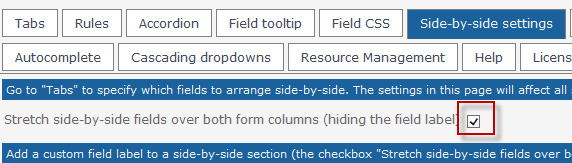 Tabs Rules Accordion Field tooltip Field CSS Side-by-side settings
Autocomplete Cascading dropdowns Resource Management Help
Go to "Tabs" to specify which fields to arrange side-by-side. The settings in this page will affect all
Stretch side-by-side fields over both form columns (hiding the field label)
Add a custom field label to a side-by-side section (the checkbox "Stretch side-by-side fields over